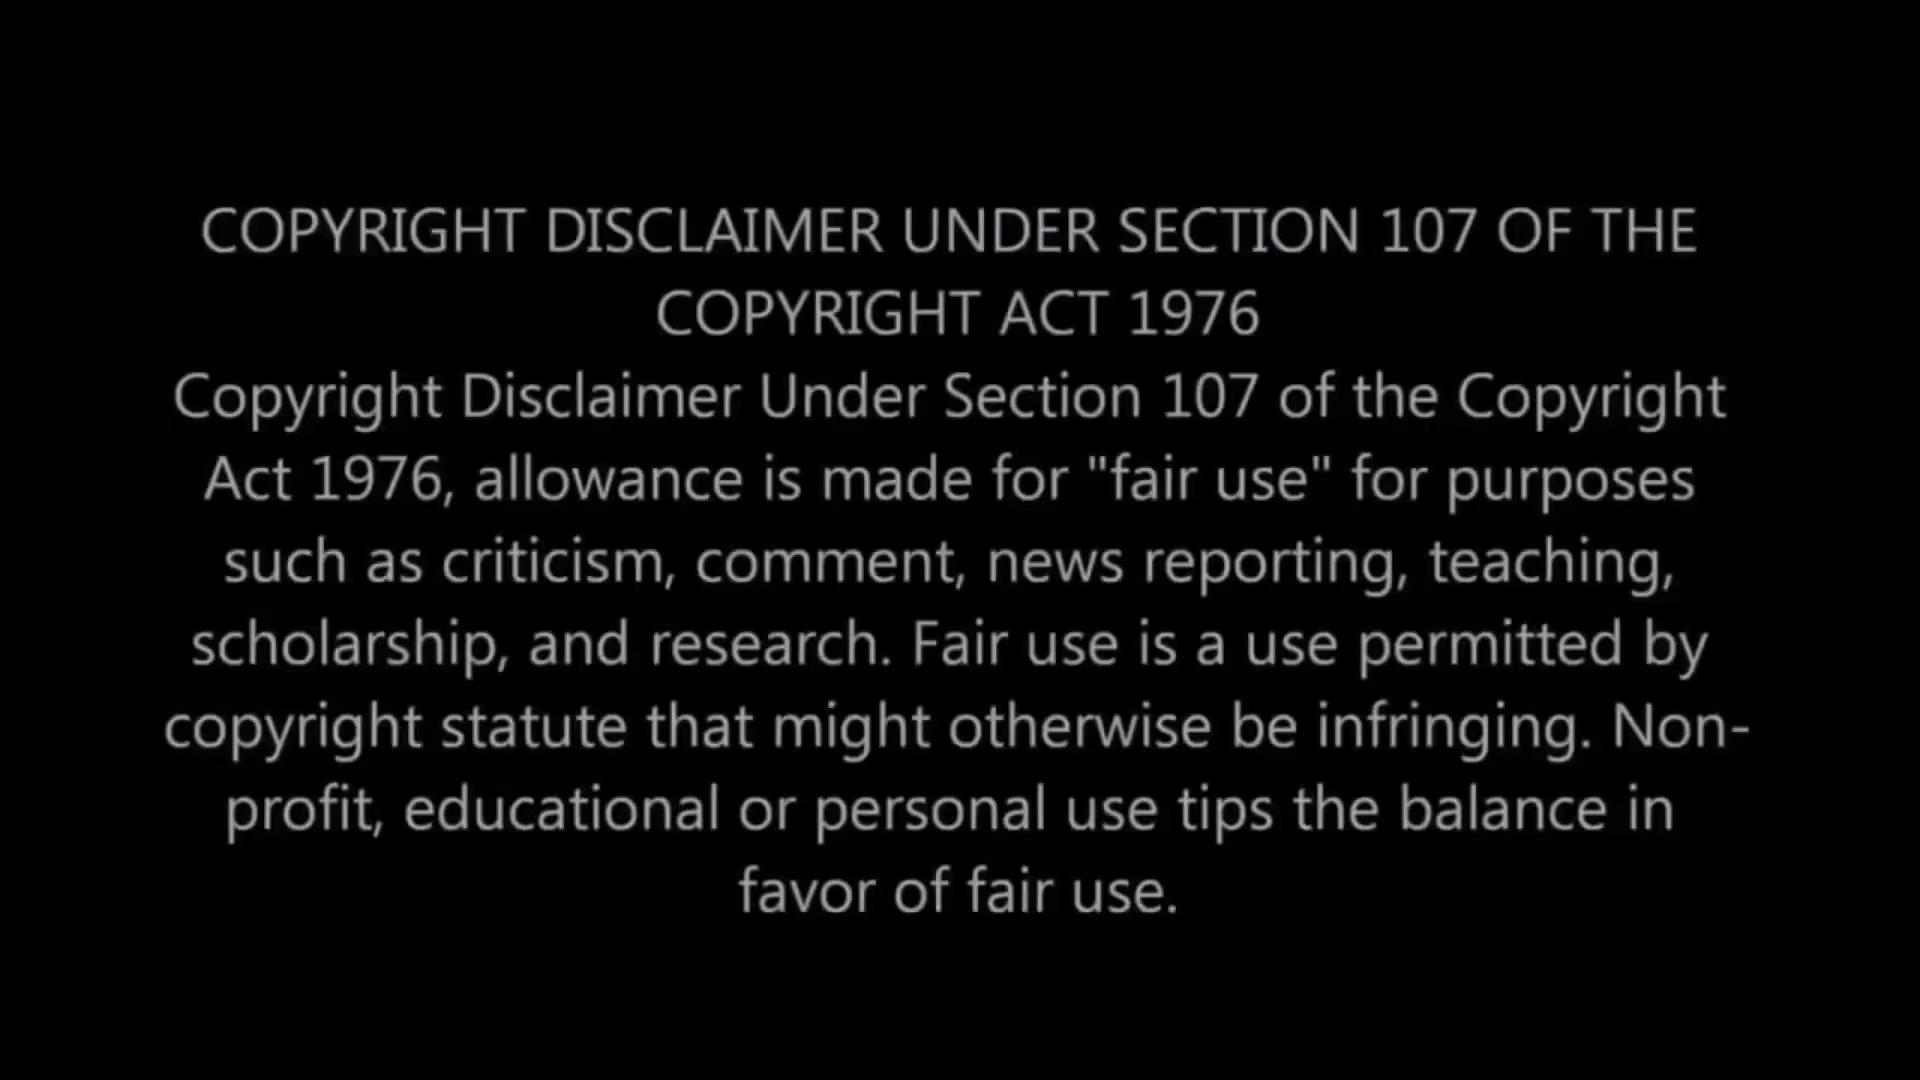 COPYRIGHT DISCLAIMER UNDER SECTION 107 OF THE
COPYRIGHT ACT 1976
Copyright Disclaimer Under Section 107 of the Copyright
Act 1976, allowance is made for "fair use" for purposes
such as criticism, comment, news reporting, teaching,
scholarship, and research. Fair use is a use permitted by
copyright statute that might otherwise be infringing. Non-
profit, educational or personal use tips the balance in
favor of fair use.